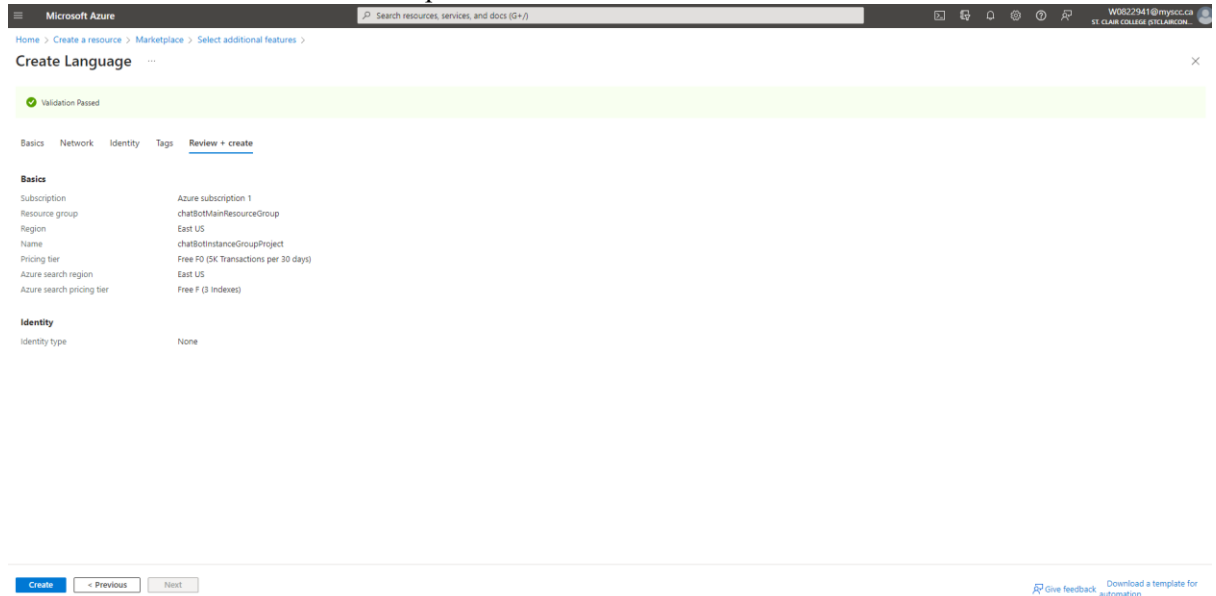 Microsoft Azure
Search resources, services, and docs (G+/)
W0822941@myscc.ca
ST. CLAIR COLLEGE (STCLAIRCON...
Home > Create a resource > Marketplace > Select additional features >
Create Language ...
Validation Passed
Basics Network Identity Tags Review + create
Basics
Subscription Azure subscription 1
Resource group chatBotMainResourceGroup
Region East US
Name chatBotInstanceGroupProject
Pricing tier Free F0 (5K Transactions per 30 days)
Azure search region East US
Azure search pricing tier Free F (3 Indexes)
Identity
Identity type None
Create < Previous Next
Give feedback
Download a template for
automation